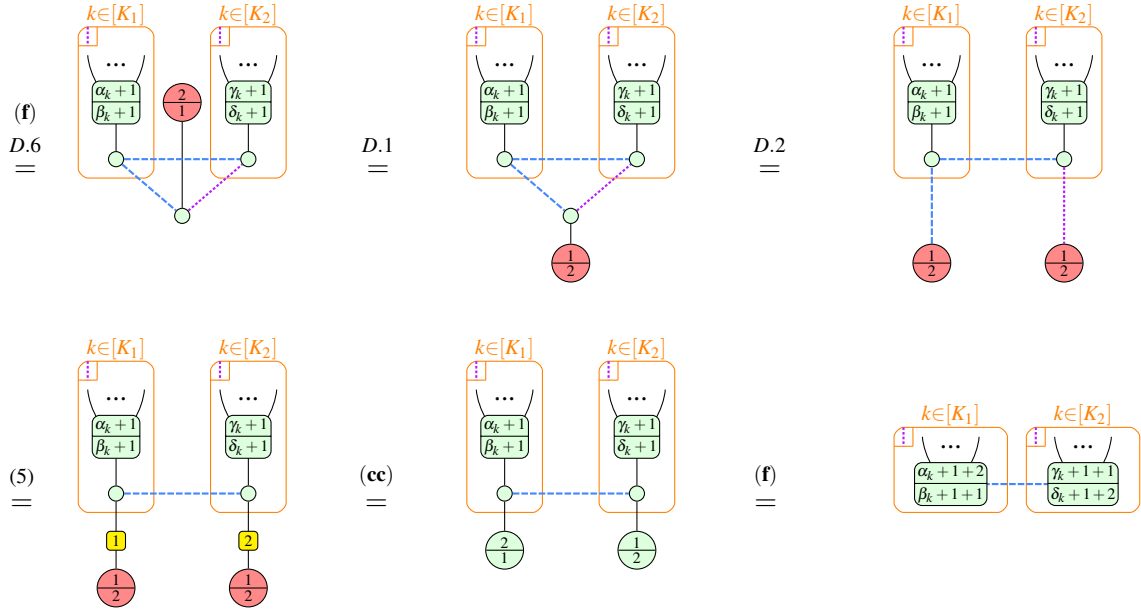 k∈[K₁] k∈[K₂] k∈[K₁] k∈[K₂] k∈[K₁] k∈[K₂]
... ... ... ... ... ...
(f) αₖ + 1 2 γₖ + 1 αₖ + 1 γₖ + 1 αₖ + 1 γₖ + 1
βₖ + 1 1 δₖ + 1 βₖ + 1 δₖ + 1 βₖ + 1 δₖ + 1
D.6 D.1 D.2
= = =
1 1 1
2 2 2
k∈[K₁] k∈[K₂] k∈[K₁] k∈[K₂]
... ... ... ...
k∈[K₁] k∈[K₂]
αₖ + 1 γₖ + 1 αₖ + 1 γₖ + 1 ... ...
βₖ + 1 δₖ + 1 βₖ + 1 δₖ + 1 αₖ + 1 + 2 γₖ + 1 + 1
(5) (cc) (f) βₖ + 1 + 1 δₖ + 1 + 2
= = =
1 2 2 1
1 2
1 1
2 2